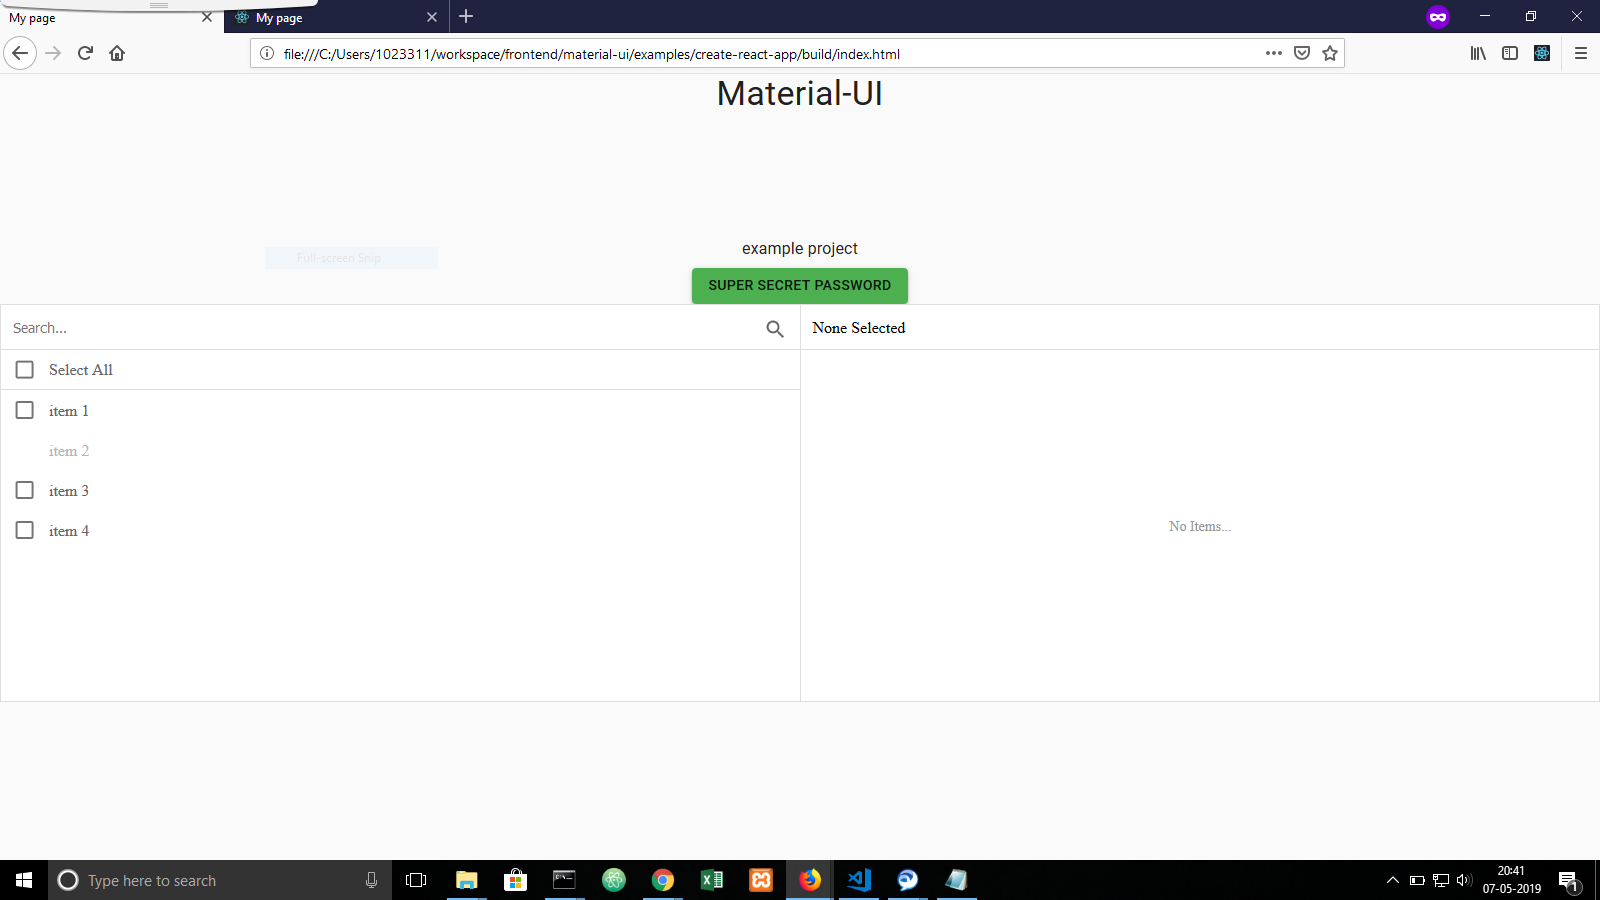 My page
My page
file:///C:/Users/1023311/workspace/frontend/material-ui/examples/create-react-app/build/index.html
Material-UI
example project
Full-screen Snip
SUPER SECRET PASSWORD
Search...
None Selected
Select All
item 1
item 2
item 3
item 4
No Items...
Type here to search
20:41
07-05-2019
1